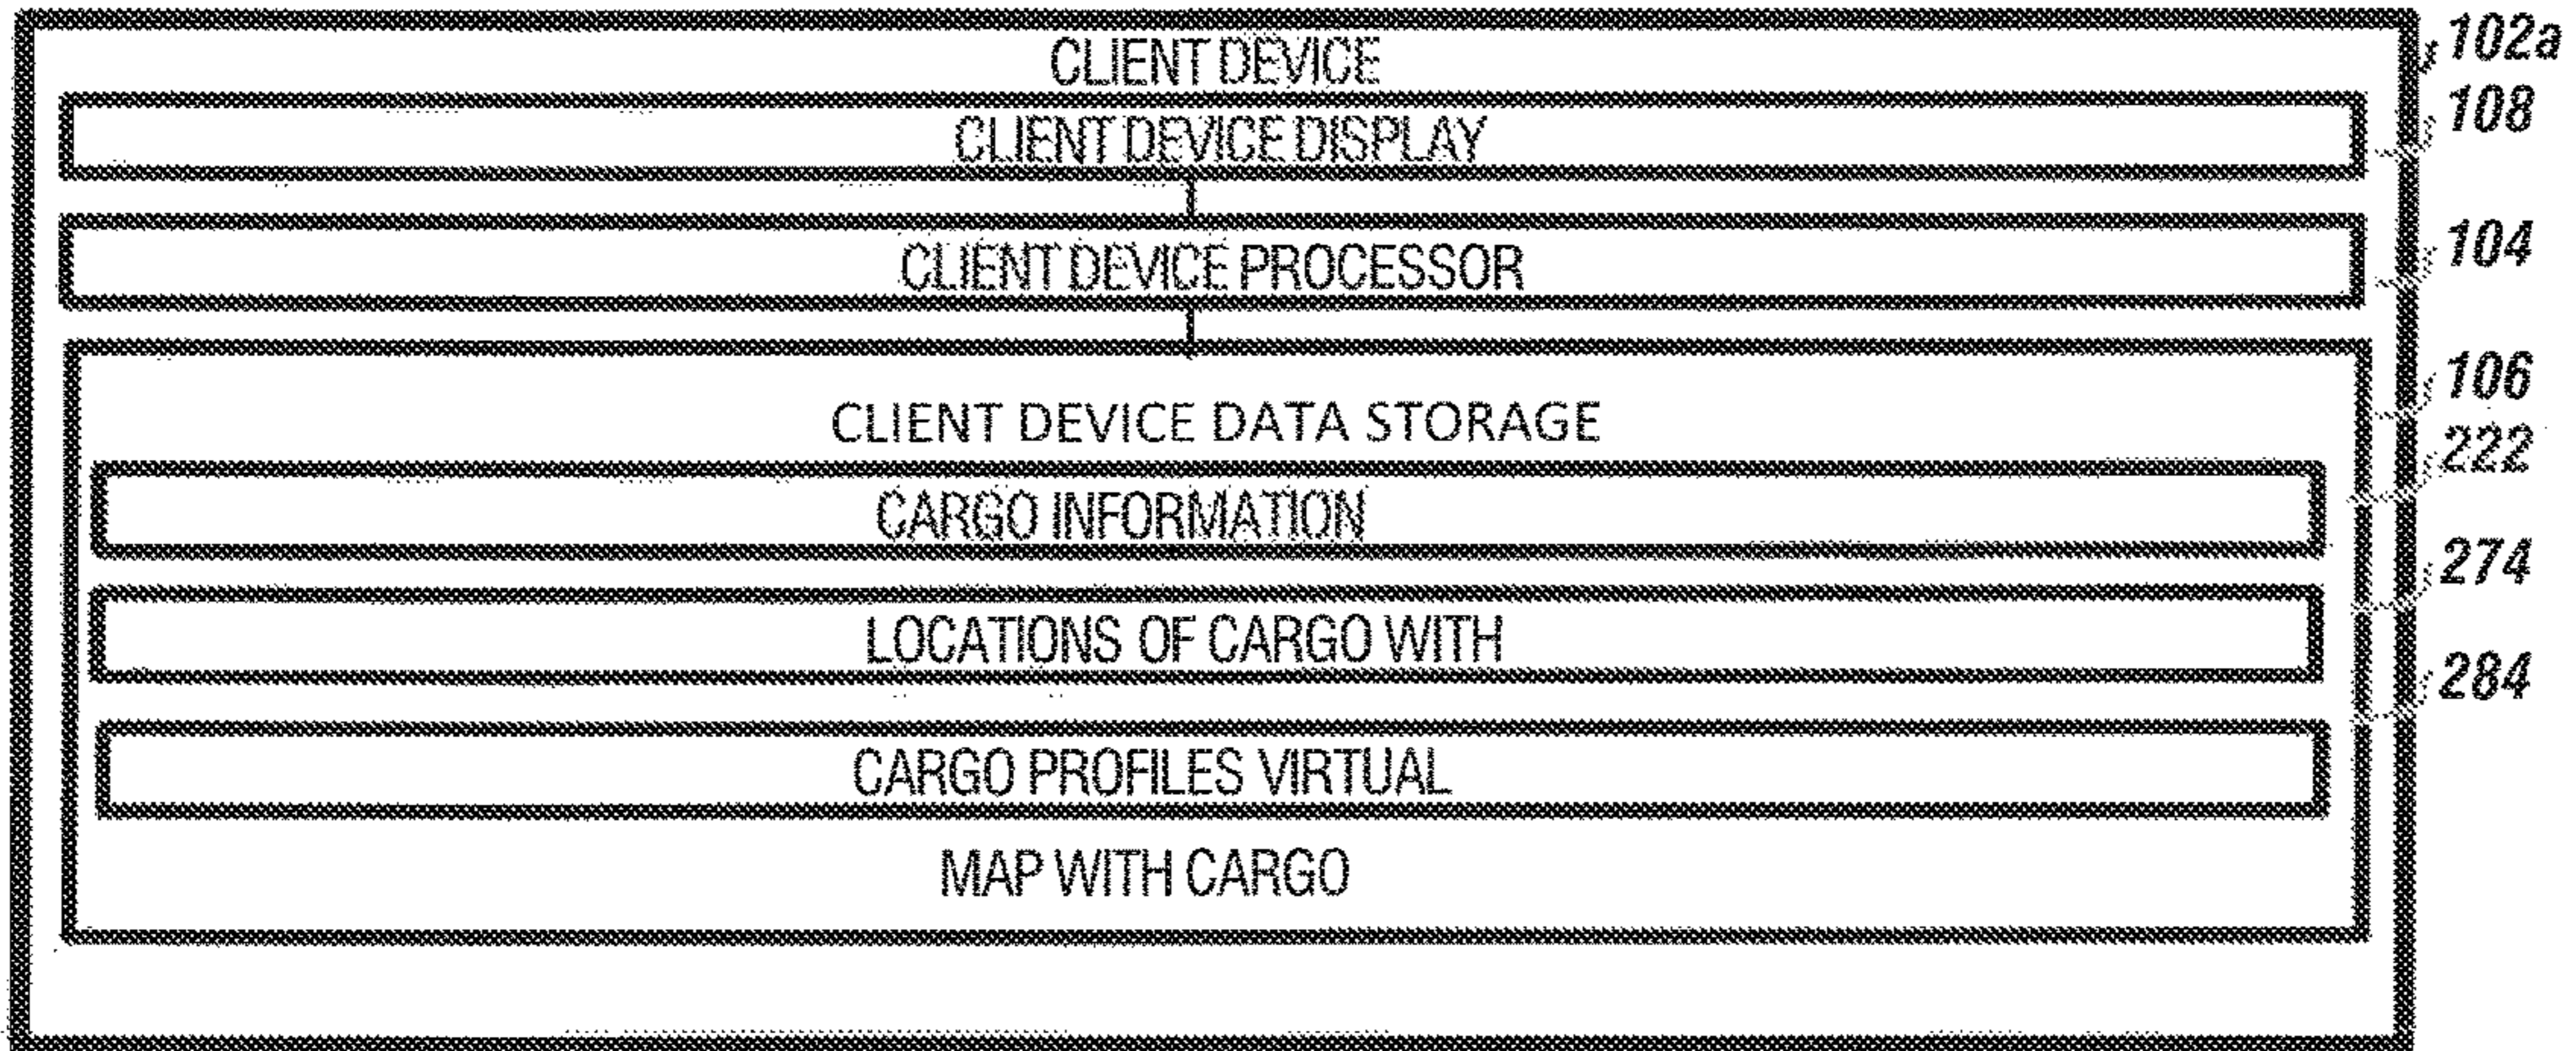 CLIENT DEVICE 102a
CLIENT DEVICE DISPLAY 108
CLIENT DEVICE PROCESSOR 104
CLIENT DEVICE DATA STORAGE 106
CARGO INFORMATION 222
LOCATIONS OF CARGO WITH 274
CARGO PROFILES VIRTUAL 284
MAP WITH CARGO